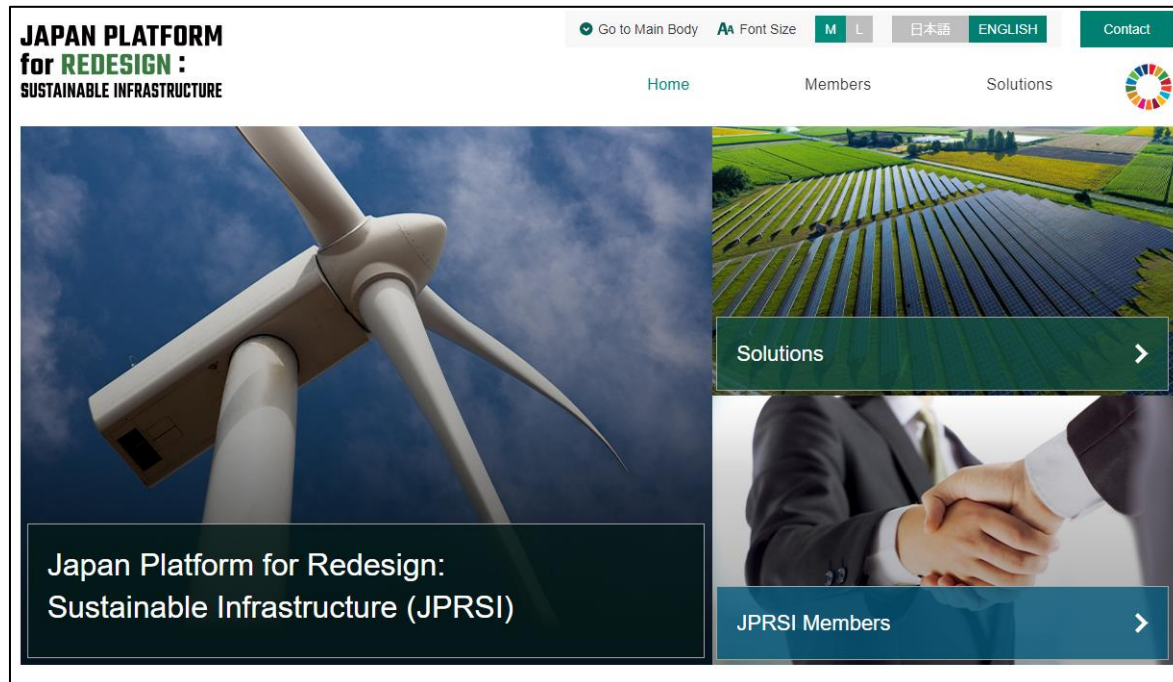 JAPAN PLATFORM
for REDESIGN :
SUSTAINABLE INFRASTRUCTURE
Go to Main Body AA Font Size M L 日本語 ENGLISH Contact
Home Members Solutions
Solutions
Japan Platform for Redesign:
Sustainable Infrastructure (JPRSI)
JPRSI Members